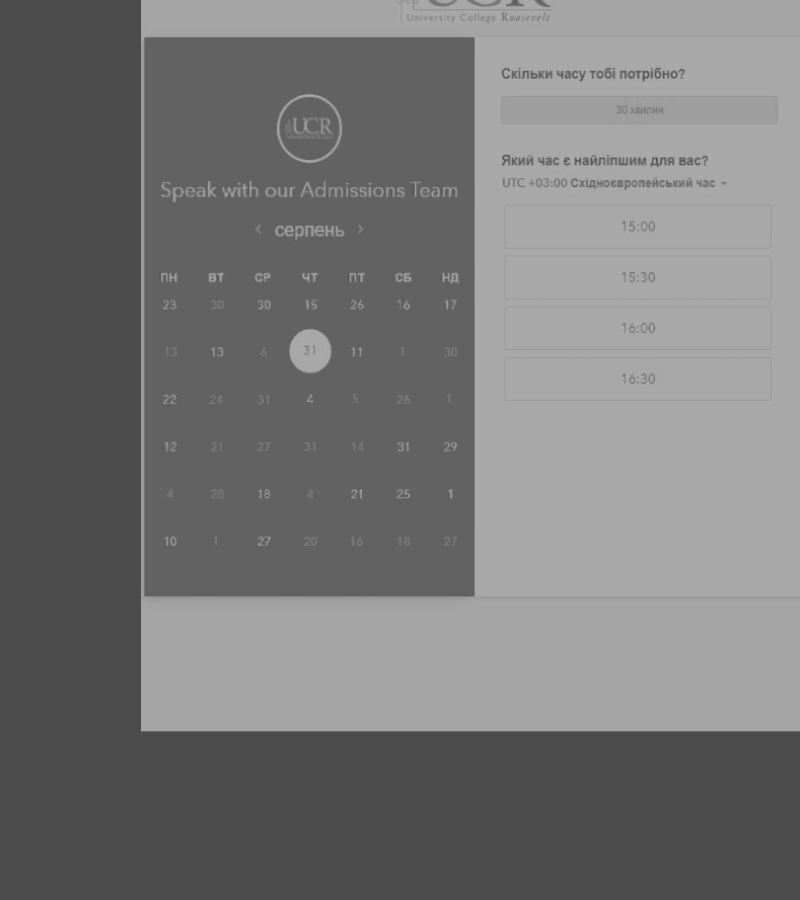 University College Roosevelt
UCR
Speak with our Admissions Team
серпень
ПН ВТ СР ЧТ ПТ СБ НД
23 30 30 15 26 16 17
13 13 6 31 11 1 30
22 24 31 4 5 26 1
12 21 27 31 14 31 29
4 28 18 4 21 25 1
10 1 27 20 16 18 27
Скільки часу тобі потрібно?
30 хвилин
Який час є найліпшим для вас?
UTC +03:00 Східноєвропейський час
15:00
15:30
16:00
16:30